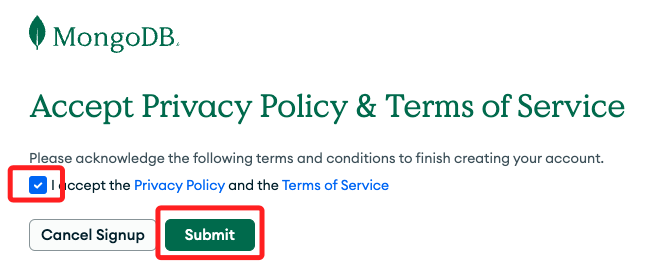 MongoDB.
Accept Privacy Policy & Terms of Service
Please acknowledge the following terms and conditions to finish creating your account.
I accept the Privacy Policy and the Terms of Service
Cancel Signup Submit